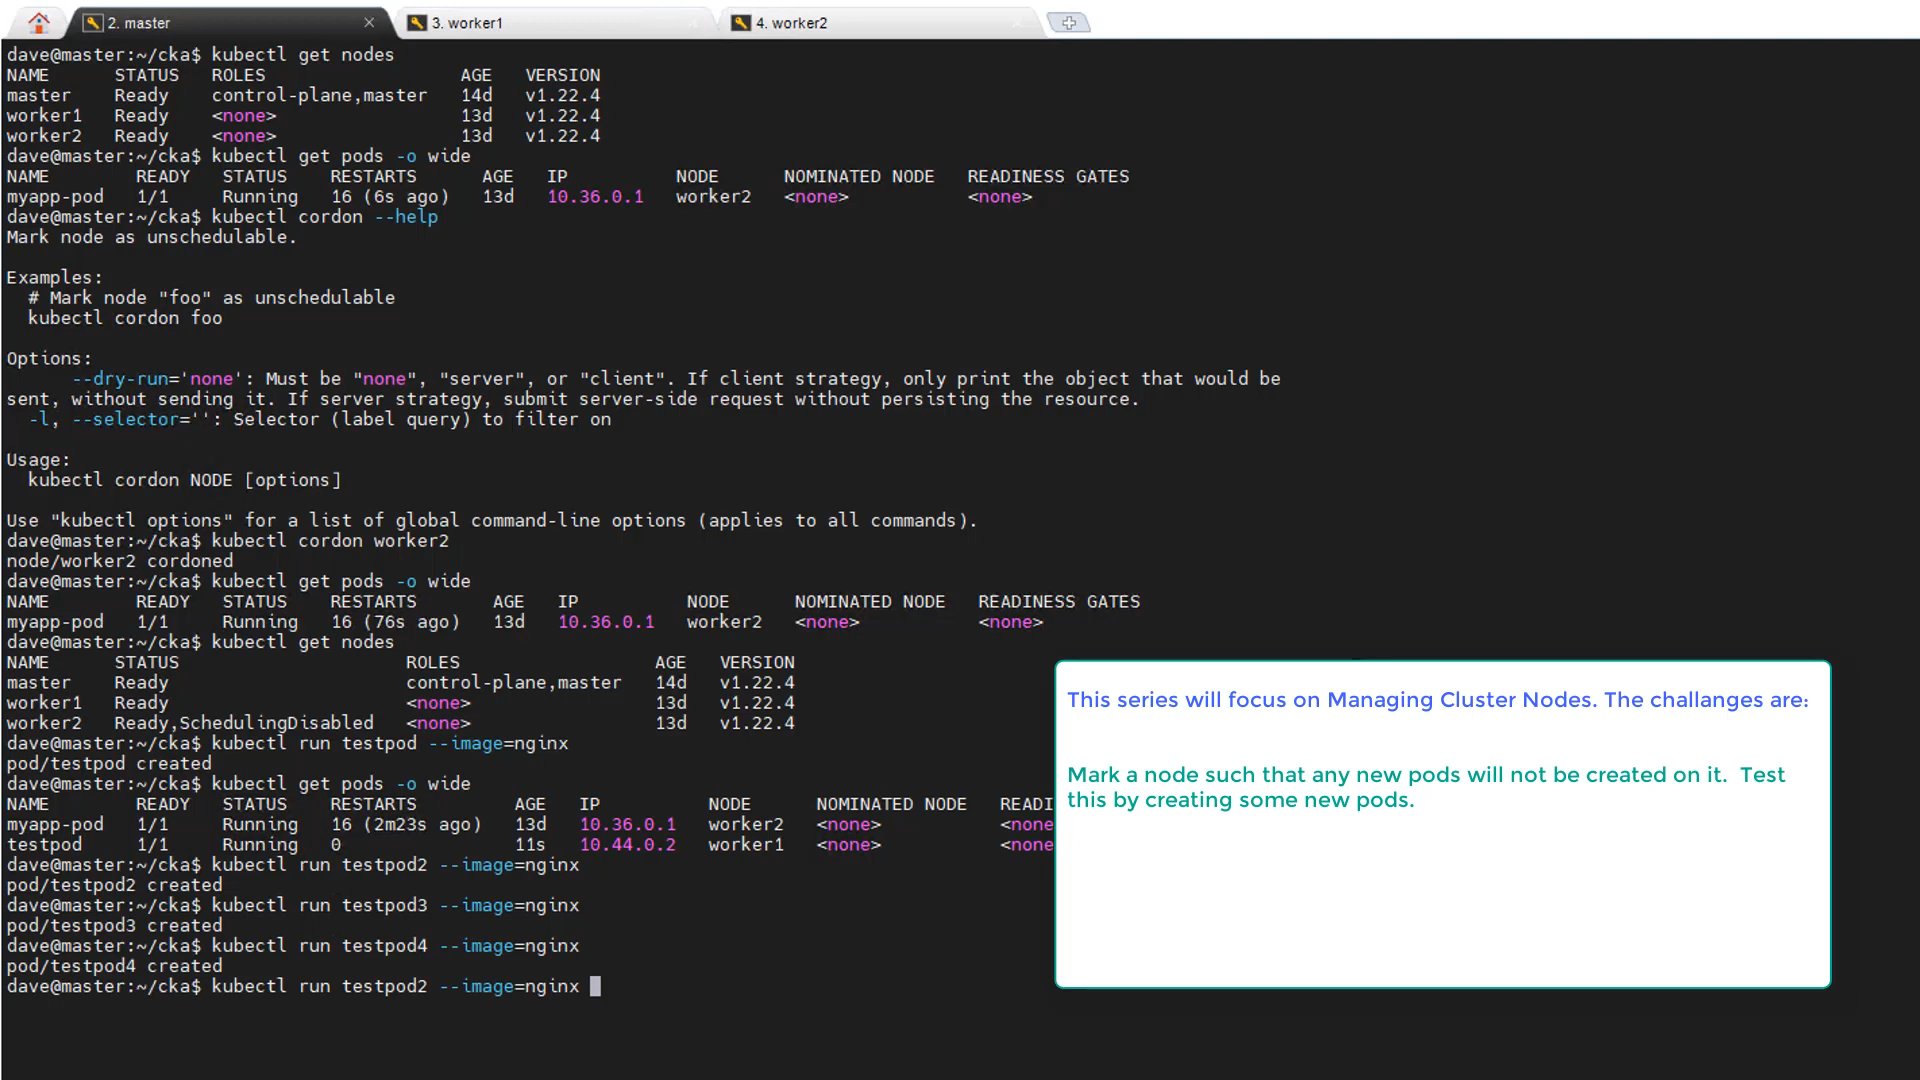 2. master
3. worker1
4. worker2
dave@master:~/cka$ kubectl get nodes
NAME STATUS ROLES AGE VERSION
master Ready control-plane,master 14d v1.22.4
worker1 Ready <none> 13d v1.22.4
worker2 Ready <none> 13d v1.22.4
dave@master:~/cka$ kubectl get pods -o wide
NAME READY STATUS RESTARTS AGE IP NODE NOMINATED NODE READINESS GATES
myapp-pod 1/1 Running 16 (6s ago) 13d 10.36.0.1 worker2 <none> <none>
dave@master:~/cka$ kubectl cordon --help
Mark node as unschedulable.
Examples:
# Mark node "foo" as unschedulable
kubectl cordon foo
Options:
--dry-run='none': Must be "none", "server", or "client". If client strategy, only print the object that would be
sent, without sending it. If server strategy, submit server-side request without persisting the resource.
-l, --selector='': Selector (label query) to filter on
Usage:
kubectl cordon NODE [options]
Use "kubectl options" for a list of global command-line options (applies to all commands).
dave@master:~/cka$ kubectl cordon worker2
node/worker2 cordoned
dave@master:~/cka$ kubectl get pods -o wide
NAME READY STATUS RESTARTS AGE IP NODE NOMINATED NODE READINESS GATES
myapp-pod 1/1 Running 16 (76s ago) 13d 10.36.0.1 worker2 <none> <none>
dave@master:~/cka$ kubectl get nodes
NAME STATUS ROLES AGE VERSION
master Ready control-plane,master 14d v1.22.4
worker1 Ready <none> 13d v1.22.4
worker2 Ready,SchedulingDisabled <none> 13d v1.22.4
dave@master:~/cka$ kubectl run testpod --image=nginx
pod/testpod created
dave@master:~/cka$ kubectl get pods -o wide
NAME READY STATUS RESTARTS AGE IP NODE NOMINATED NODE READI
myapp-pod 1/1 Running 16 (2m23s ago) 13d 10.36.0.1 worker2 <none> <none
testpod 1/1 Running 0 11s 10.44.0.2 worker1 <none> <none
dave@master:~/cka$ kubectl run testpod2 --image=nginx
pod/testpod2 created
dave@master:~/cka$ kubectl run testpod3 --image=nginx
pod/testpod3 created
dave@master:~/cka$ kubectl run testpod4 --image=nginx
pod/testpod4 created
dave@master:~/cka$ kubectl run testpod2 --image=nginx
This series will focus on Managing Cluster Nodes. The challanges are:
Mark a node such that any new pods will not be created on it. Test
this by creating some new pods.